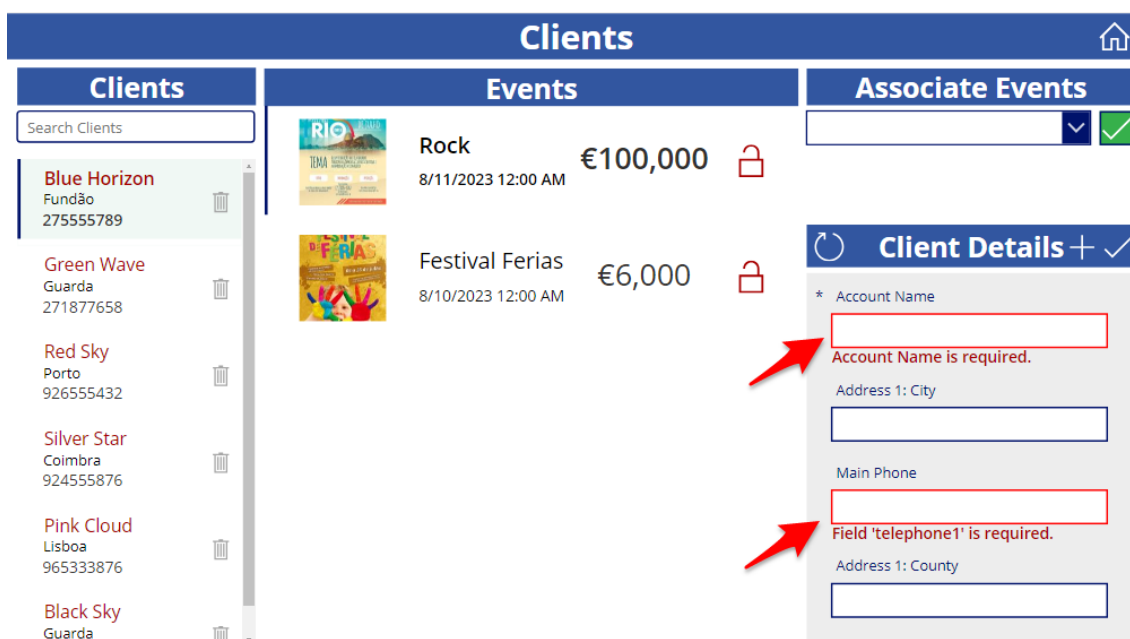 Clients
Clients
Search Clients
Blue Horizon
Fundão
275555789
Green Wave
Guarda
271877658
Red Sky
Porto
926555432
Silver Star
Coimbra
924555876
Pink Cloud
Lisboa
965333876
Black Sky
Guarda
Events
RIO
TEMA
Rock
8/11/2023 12:00 AM
€100,000
FÉRIAS
Festival Ferias
8/10/2023 12:00 AM
€6,000
Associate Events
Client Details
* Account Name
Account Name is required.
Address 1: City
Main Phone
Field 'telephone1' is required.
Address 1: County